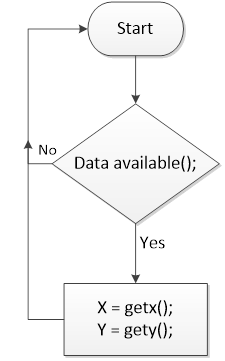 Start
Data available();
No
Yes
X = getx();
Y = gety();